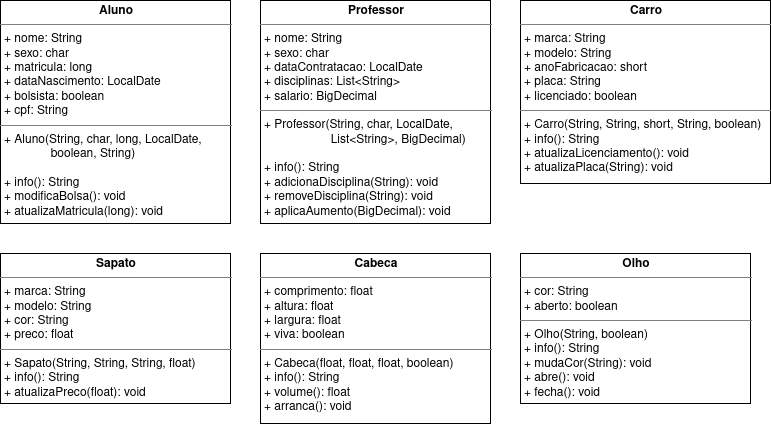 Aluno
+ nome: String
+ sexo: char
+ matricula: long
+ dataNascimento: LocalDate
+ bolsista: boolean
+ cpf: String
+ Aluno(String, char, long, LocalDate,
boolean, String)
+ info(): String
+ modificaBolsa(): void
+ atualizaMatricula(long): void
Professor
+ nome: String
+ sexo: char
+ dataContratacao: LocalDate
+ disciplinas: List<String>
+ salario: BigDecimal
+ Professor(String, char, LocalDate,
List<String>, BigDecimal)
+ info(): String
+ adicionaDisciplina(String): void
+ removeDisciplina(String): void
+ aplicaAumento(BigDecimal): void
Carro
+ marca: String
+ modelo: String
+ anoFabricacao: short
+ placa: String
+ licenciado: boolean
+ Carro(String, String, short, String, boolean)
+ info(): String
+ atualizaLicenciamento(): void
+ atualizaPlaca(String): void
Sapato
+ marca: String
+ modelo: String
+ cor: String
+ preco: float
+ Sapato(String, String, String, float)
+ info(): String
+ atualizaPreco(float): void
Cabeca
+ comprimento: float
+ altura: float
+ largura: float
+ viva: boolean
+ Cabeca(float, float, float, boolean)
+ info(): String
+ volume(): float
+ arranca(): void
Olho
+ cor: String
+ aberto: boolean
+ Olho(String, boolean)
+ info(): String
+ mudaCor(String): void
+ abre(): void
+ fecha(): void